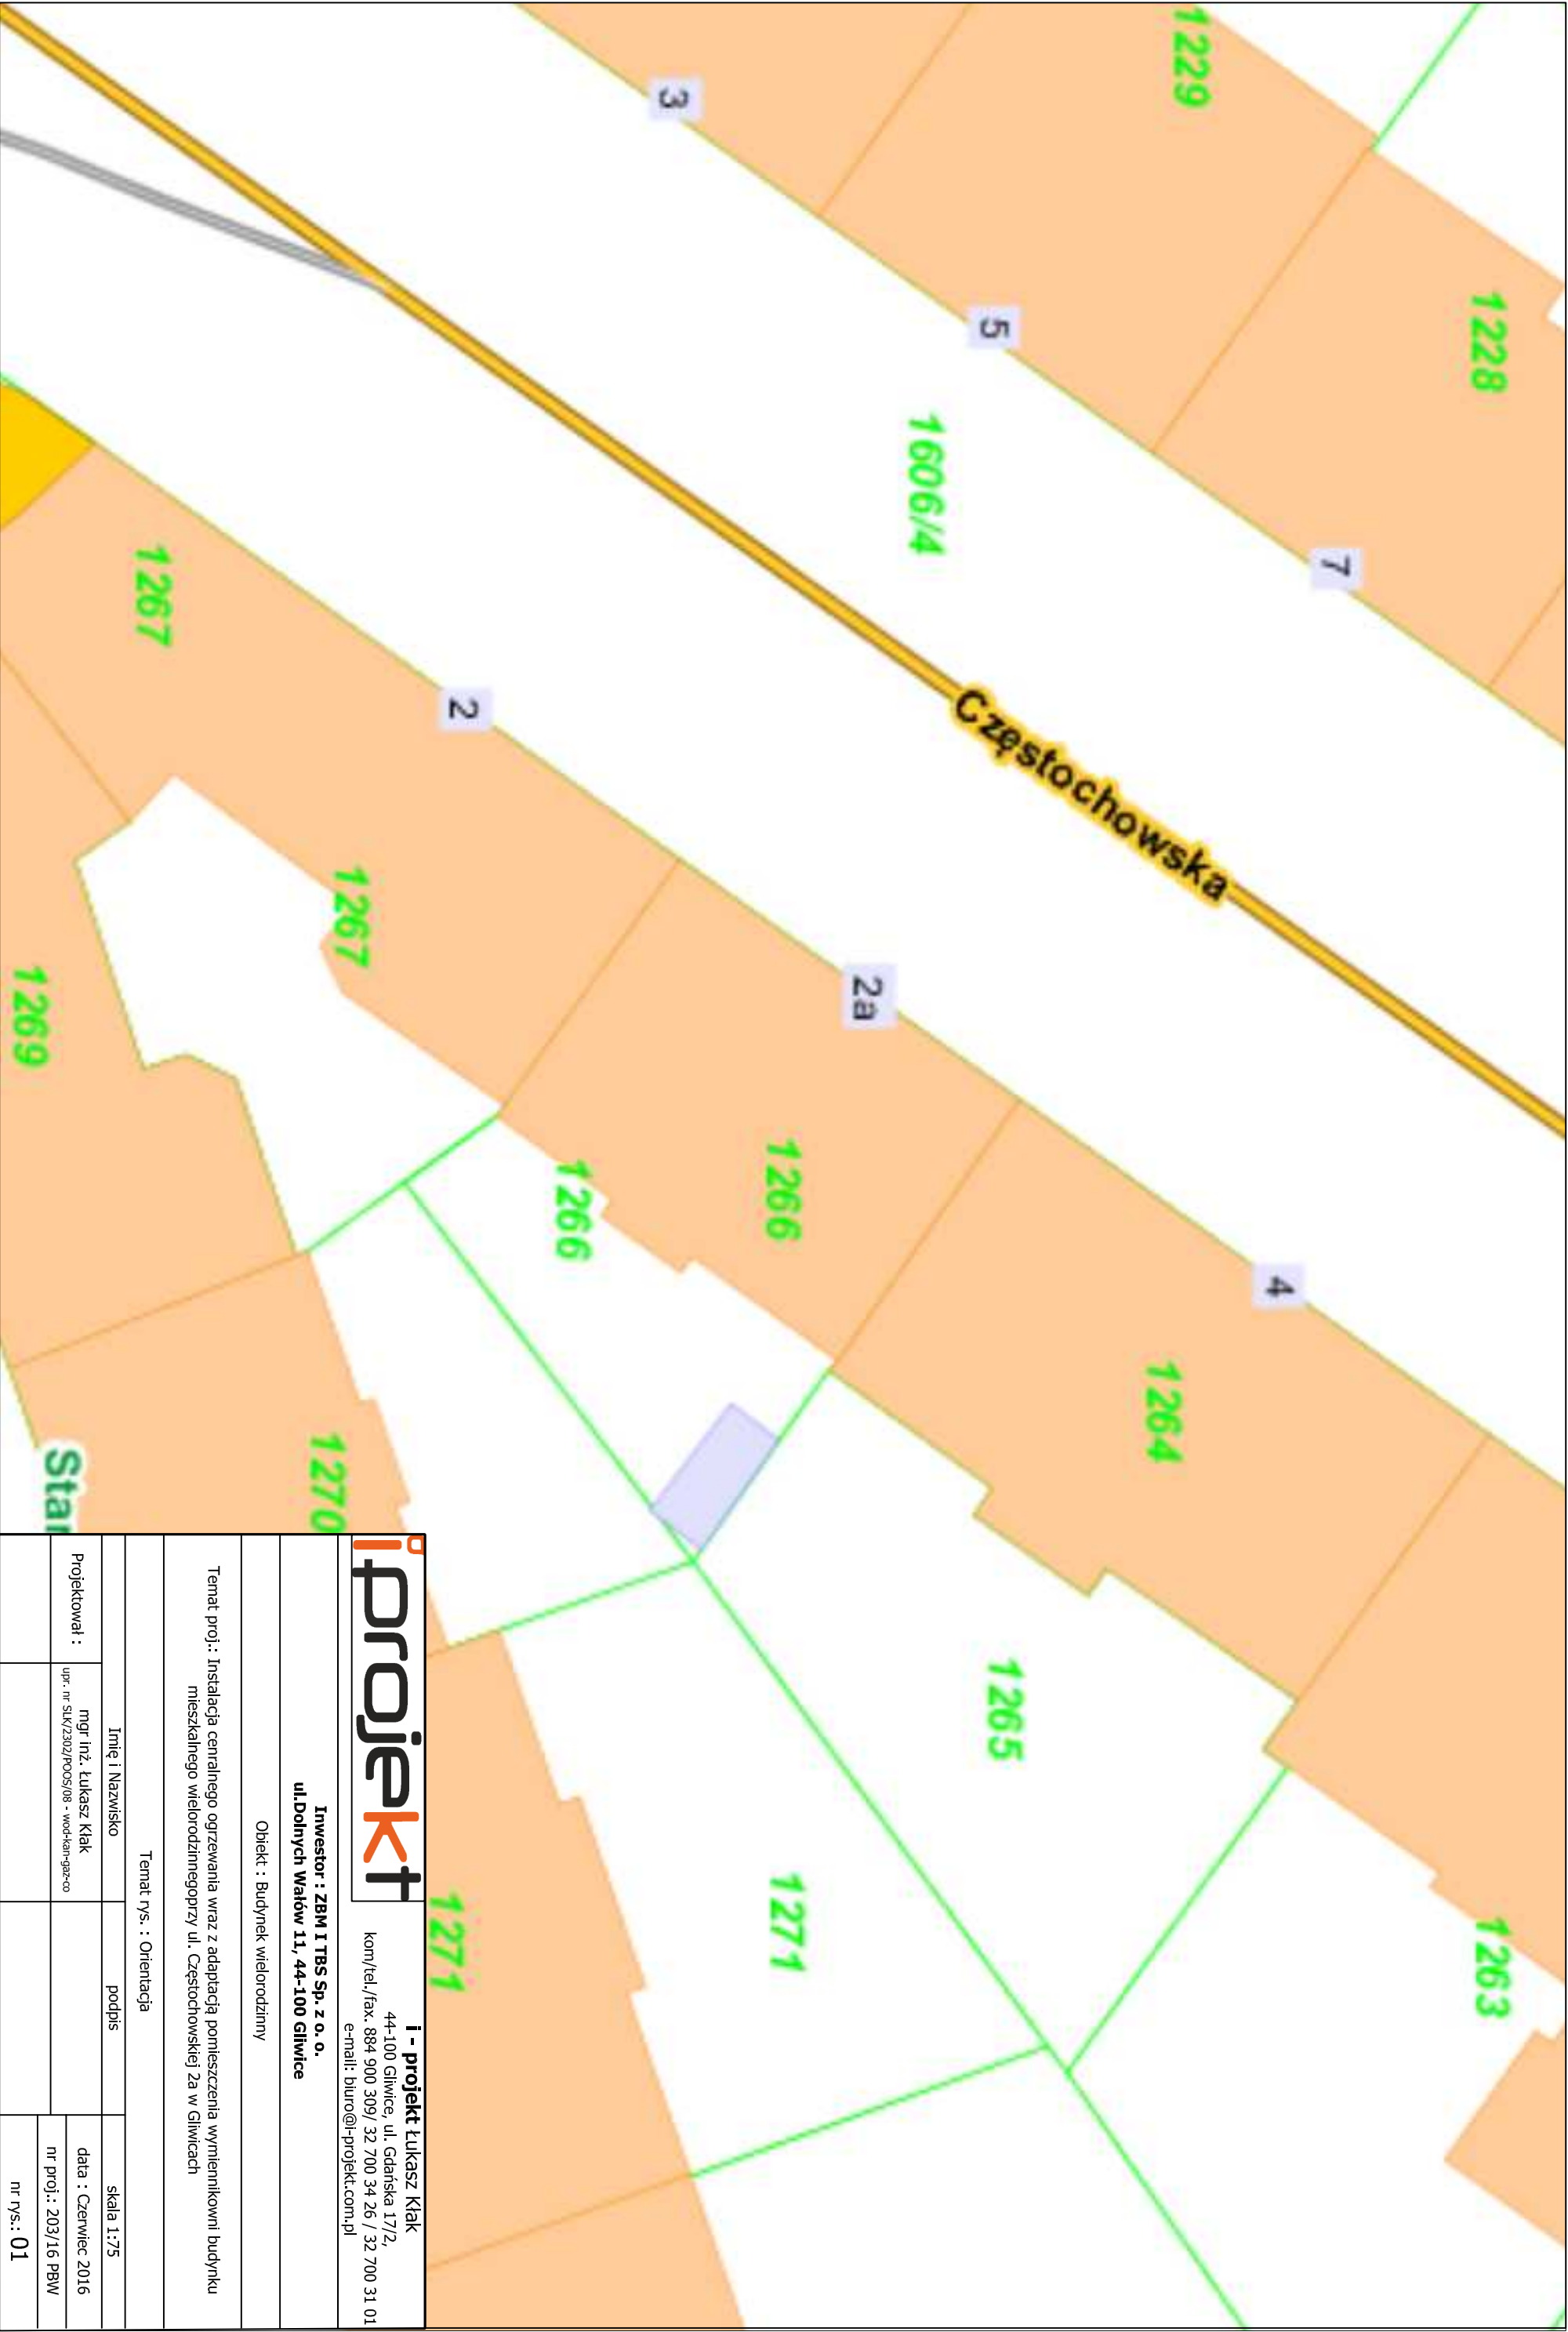 1229
1228
3
5
7
1606/4
Częstochowska
1267
2
2a
4
1267
1269
1266
1266
1264
1270
1265
1263
1271
1271
Star
i projekt
i - projekt Łukasz Kłak
44-100 Gliwice, ul. Gdańska 17/2,
kom/tel./fax. 884 900 309/ 32 700 34 26 / 32 700 31 01
e-mail: biuro@i-projekt.com.pl
Inwestor : ZBM I TBS Sp. z o. o.
ul.Dolnych Wałów 11, 44-100 Gliwice
Obiekt : Budynek wielorodzinny
Temat proj.: Instalacja cenralnego ogrzewania wraz z adaptacją pomieszczenia wymiennikowni budynku
mieszkalnego wielorodzinnegoprzy ul. Częstochowskiej 2a w Gliwicach
Temat rys. : Orientacja
Imię i Nazwisko
podpis
skala 1:75
Projektował :
mgr inż. Łukasz Kłak
upr. nr SLK/2302/POOS/08 - wod-kan-gaz-co
data : Czerwiec 2016
nr proj.: 203/16 PBW
nr rys.: 01